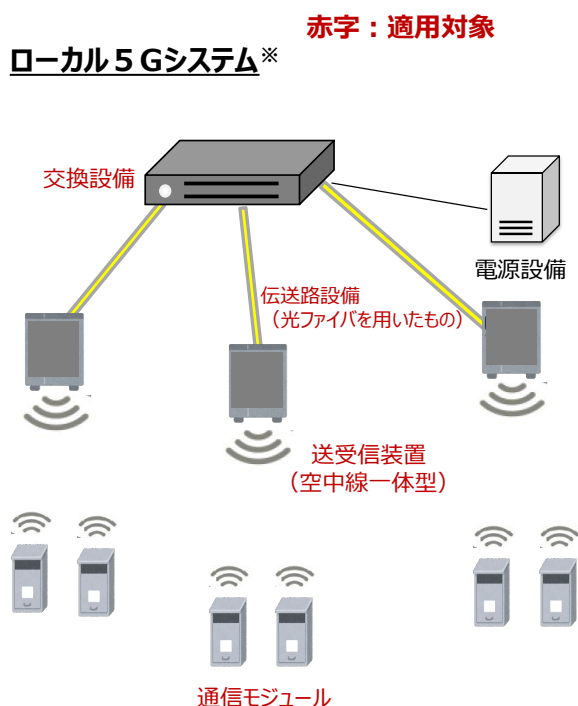 赤字：適用対象
ローカル５Gシステム※
交換設備
電源設備
伝送路設備
（光ファイバを用いたもの）
送受信装置
（空中線一体型）
通信モジュール